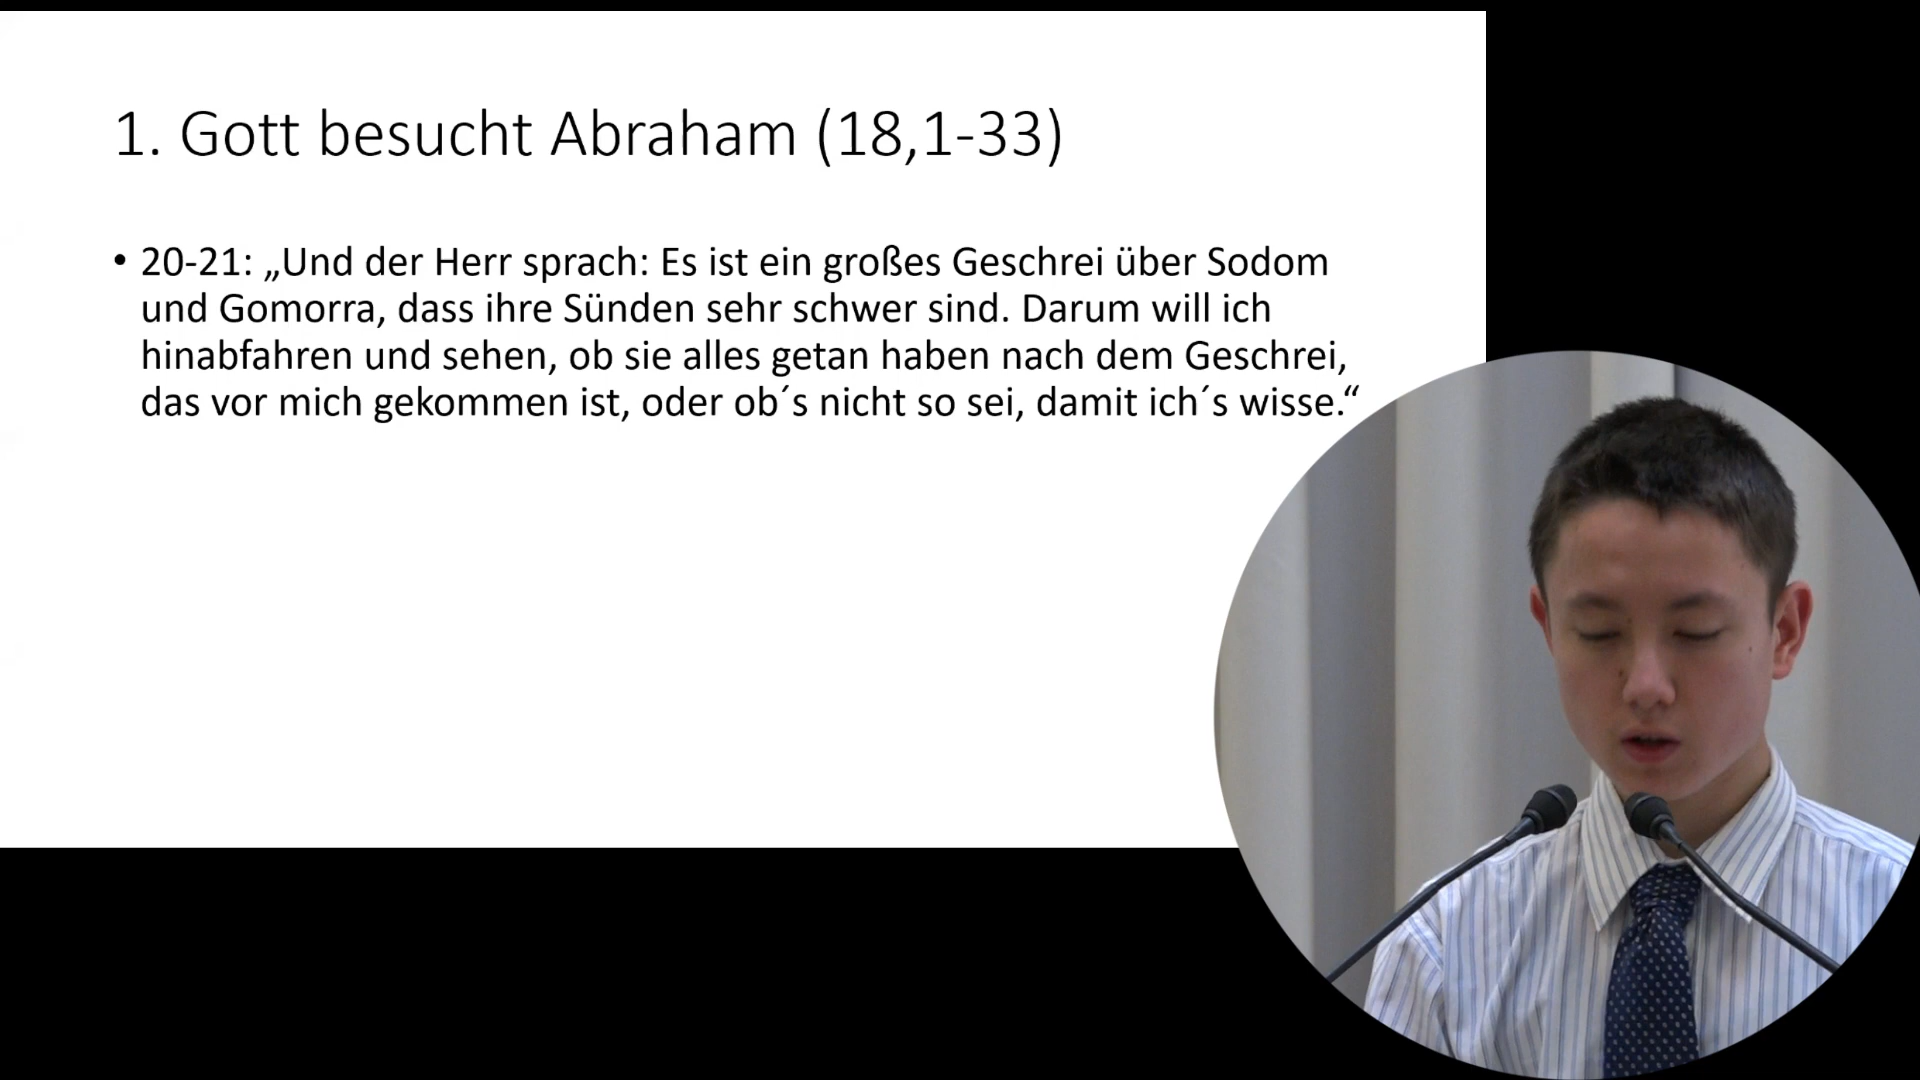 1. Gott besucht Abraham (18,1-33)
• 20-21: „Und der Herr sprach: Es ist ein großes Geschrei über Sodom
und Gomorra, dass ihre Sünden sehr schwer sind. Darum will ich
hinabfahren und sehen, ob sie alles getan haben nach dem Geschrei,
das vor mich gekommen ist, oder ob´s nicht so sei, damit ich´s wisse.“